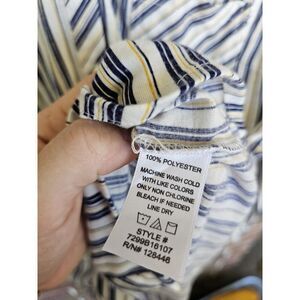 100% POLYESTER
MACHINE WASH COLD
WITH LIKE COLORS
ONLY NON CHLORINE
BLEACH IF NEEDED
LINE DRY
STYLE #
7299B16107
R/N# 128446